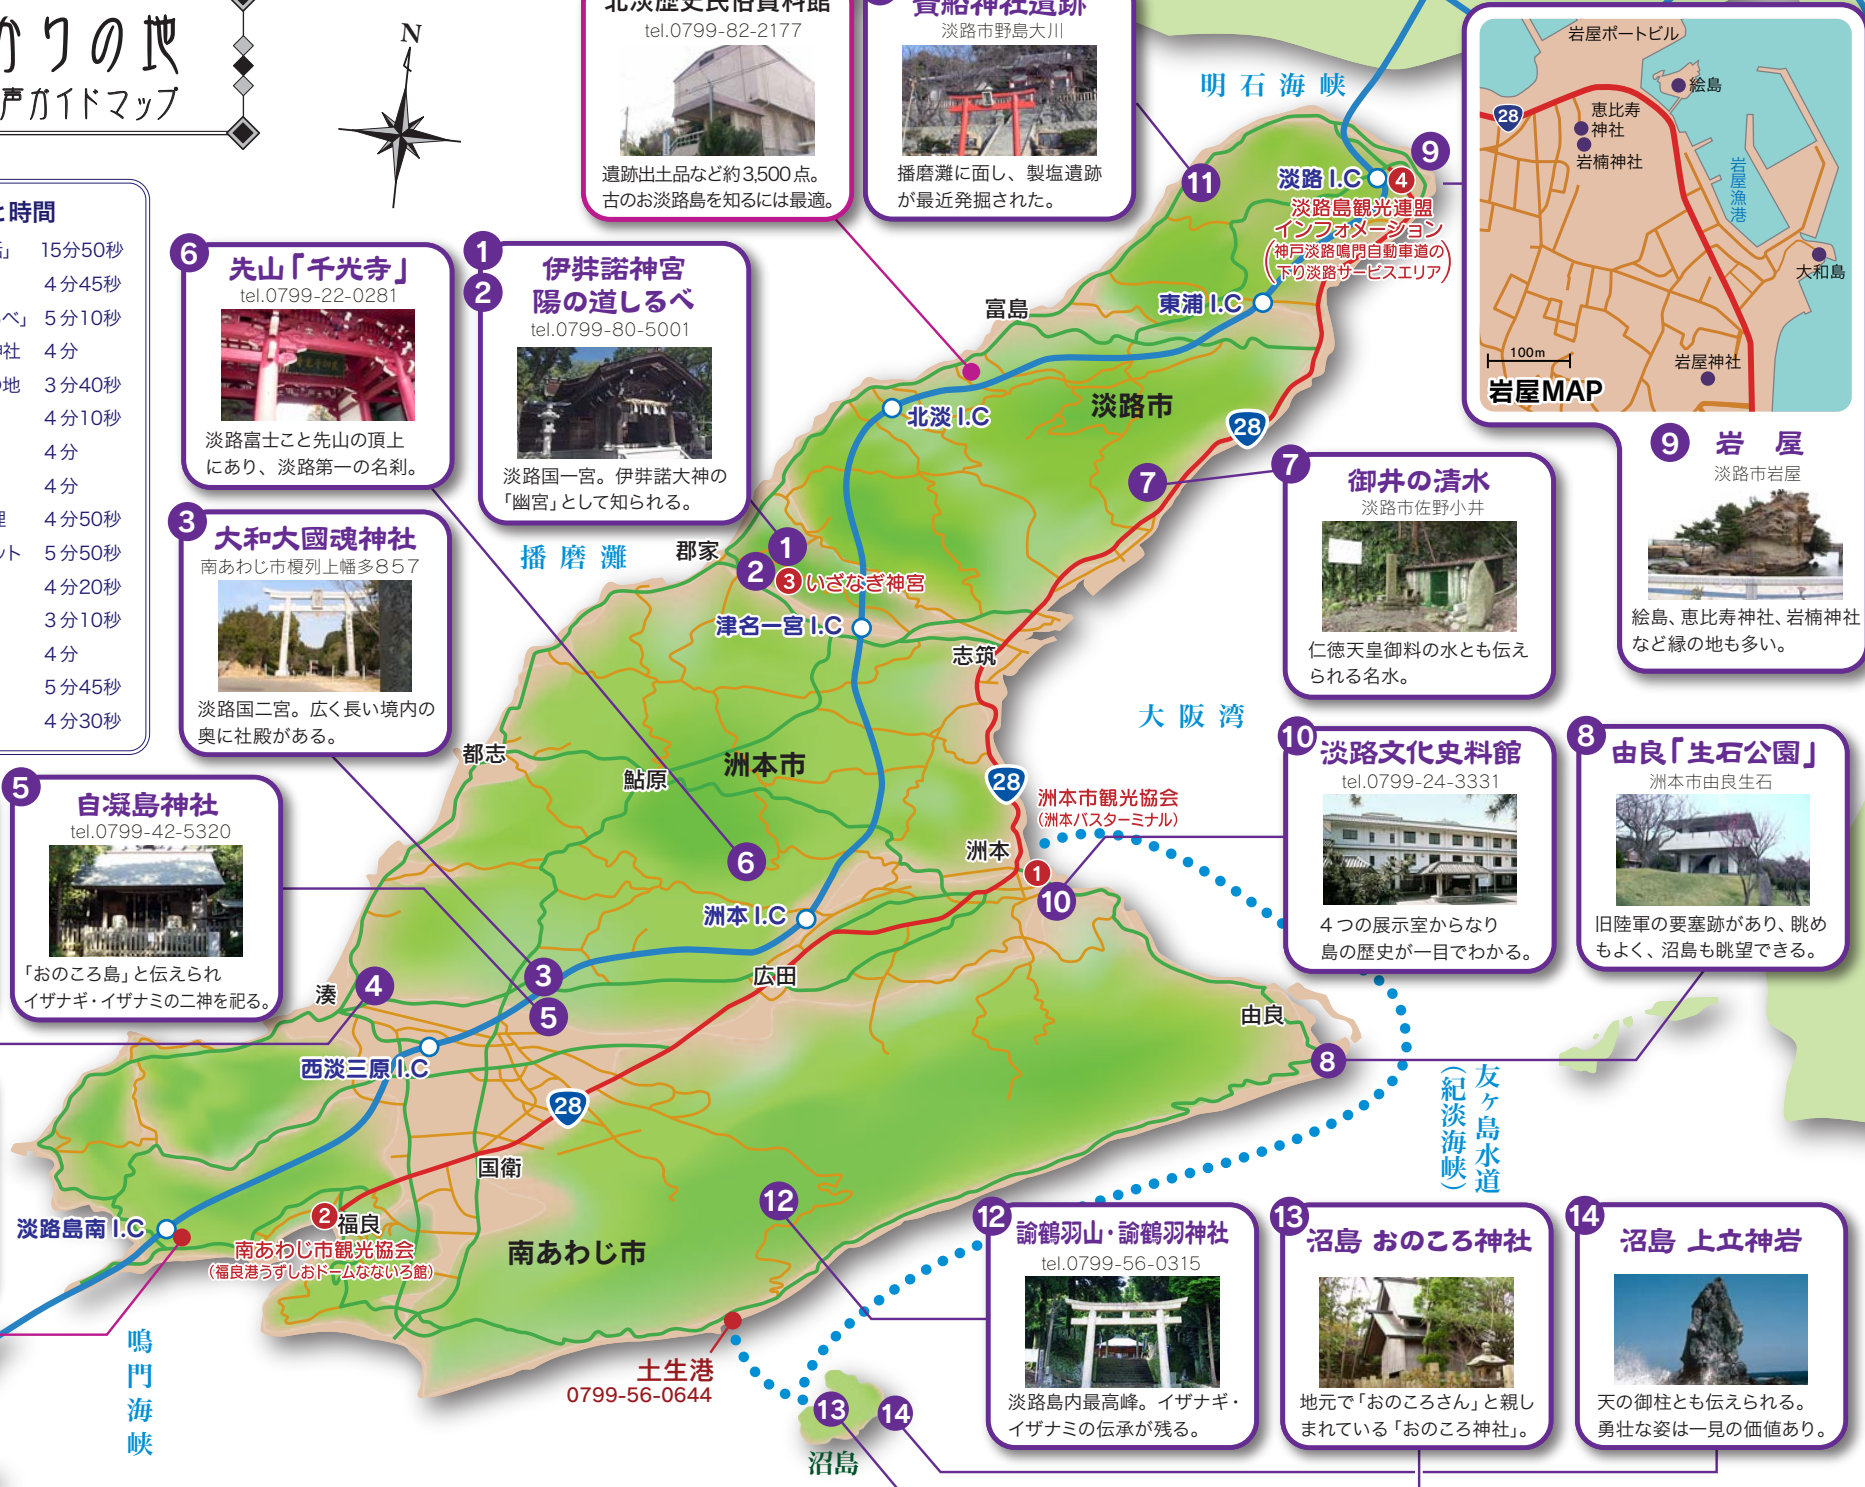 かりの地
声ガイドマップ
N
と時間
15分50秒
4分45秒
べ」 5分10秒
神社 4分
の地 3分40秒
4分10秒
4分
4分
理 4分50秒
ット 5分50秒
4分20秒
3分10秒
4分
5分45秒
4分30秒
北淡歴史民俗資料館
tel.0799-82-2177
遺跡出土品など約3,500点。
古のお淡路島を知るには最適。
貴船神社遺跡
淡路市野島大川
播磨灘に面し、製塩遺跡
が最近発掘された。
6
先山「千光寺」
tel.0799-22-0281
淡路富士こと先山の頂上
にあり、淡路第一の名刹。
1
2
伊弉諾神宮
陽の道しるべ
tel.0799-80-5001
淡路国一宮。伊弉諾大神の
「幽宮」として知られる。
3
大和大國魂神社
南あわじ市榎列上幡多857
淡路国二宮。広く長い境内の
奥に社殿がある。
5
自凝島神社
tel.0799-42-5320
「おのころ島」と伝えられ
イザナギ・イザナミの二神を祀る。
7
御井の清水
淡路市佐野小井
仁徳天皇御料の水とも伝え
られる名水。
岩屋ポートビル
絵島
28
恵比寿
神社
岩楠神社
岩屋漁港
大和島
岩屋神社
100m
岩屋MAP
9 岩屋
淡路市岩屋
絵島、恵比寿神社、岩楠神社
など縁の地も多い。
10
淡路文化史料館
tel.0799-24-3331
4つの展示室からなり
島の歴史が一目でわかる。
8
由良「生石公園」
洲本市由良生石
旧陸軍の要塞跡があり、眺め
もよく、沼島も眺望できる。
12
諭鶴羽山・諭鶴羽神社
tel.0799-56-0315
淡路島内最高峰。イザナギ・
イザナミの伝承が残る。
13
沼島 おのころ神社
地元で「おのころさん」と親し
まれている「おのころ神社」。
14
沼島 上立神岩
天の御柱とも伝えられる。
勇壮な姿は一見の価値あり。
明石海峡
11
9
淡路I.C
4
淡路島観光連盟
インフォメーション
(神戸淡路鳴門自動車道の
下り淡路サービスエリア)
東浦I.C
富島
淡路市
北淡I.C
28
7
播磨灘
郡家
1
2
3 いざなぎ神宮
津名一宮I.C
志筑
大阪湾
都志
鮎原
洲本市
28
洲本市観光協会
(洲本バスターミナル)
洲本
1
10
6
洲本I.C
広田
湊
4
3
5
由良
8
西淡三原I.C
28
友ヶ島水道
(紀淡海峡)
国衙
12
2
福良
淡路島南I.C
南あわじ市観光協会
(福良港うずしおドームなないろ館)
南あわじ市
鳴門海峡
土生港
0799-56-0644
13
14
沼島